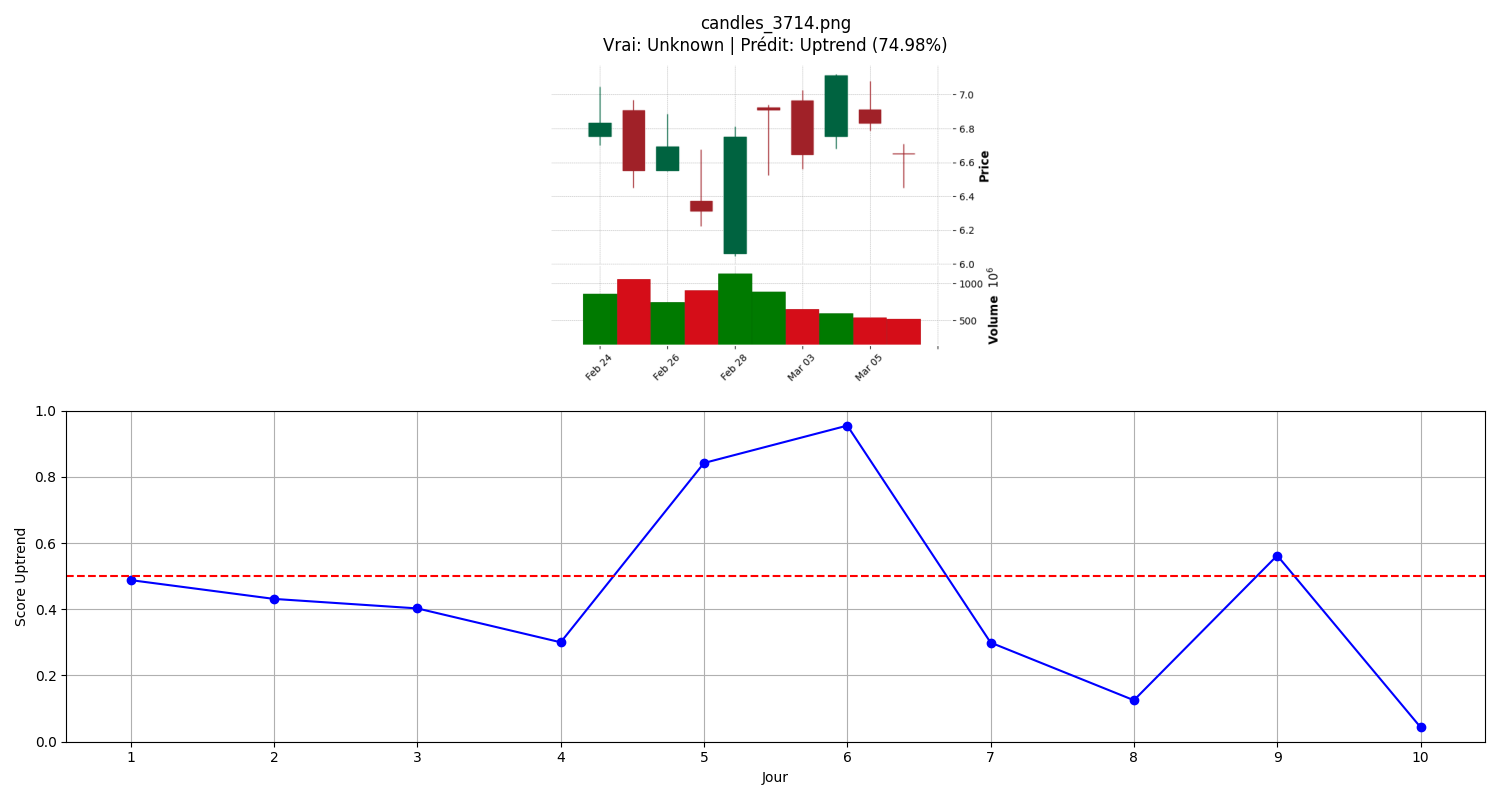 candles_3714.png
Vrai: Unknown | Prédit: Uptrend (74.98%)
7.0
6.8
6.6
6.4
6.2
6.0
Price
1000
500
Volume 10^6
Feb 24
Feb 26
Feb 28
Mar 03
Mar 05
1.0
0.8
0.6
0.4
0.2
0.0
Score Uptrend
1 2 3 4 5 6 7 8 9 10
Jour